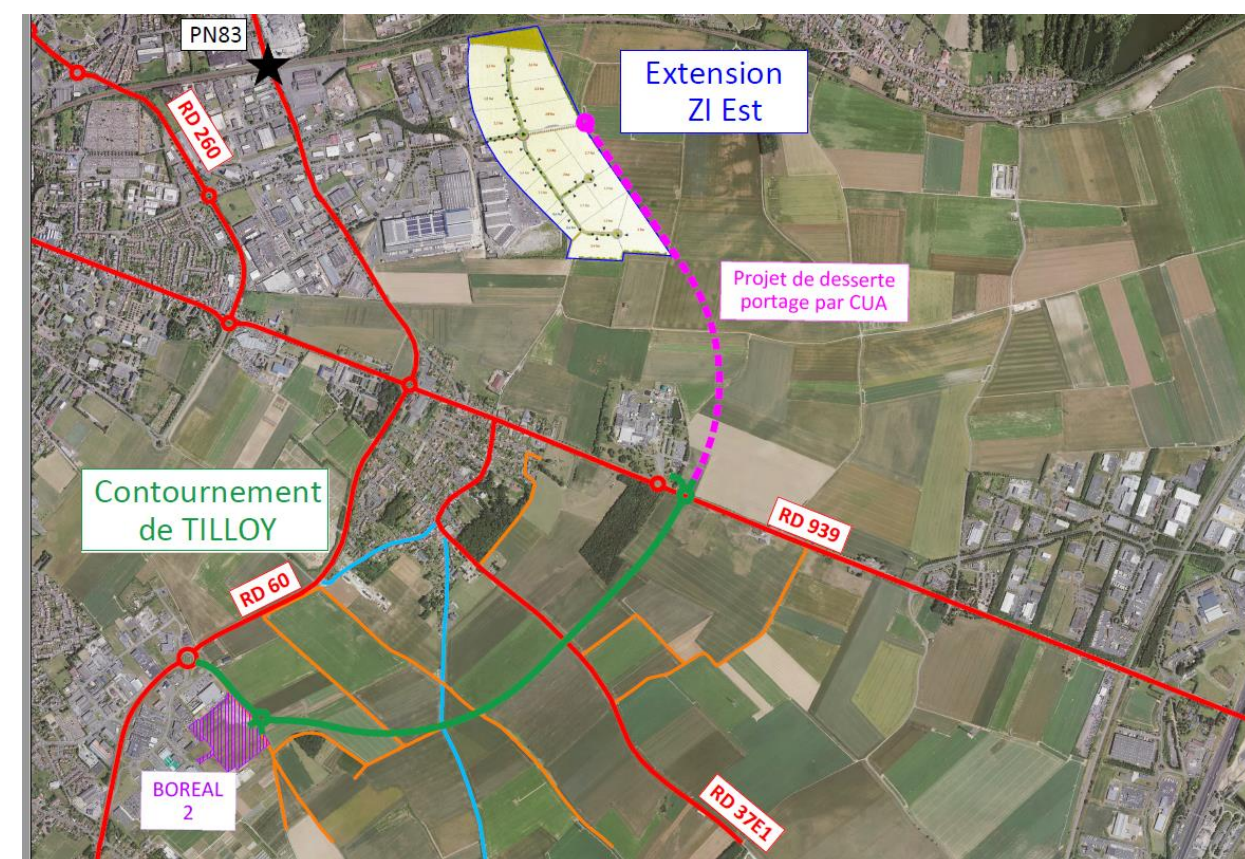 PN83
RD 260
Extension
ZI Est
Projet de desserte
portage par CUA
Contournement
de TILLOY
RD 939
RD 60
BOREAL
2
RD 37E1